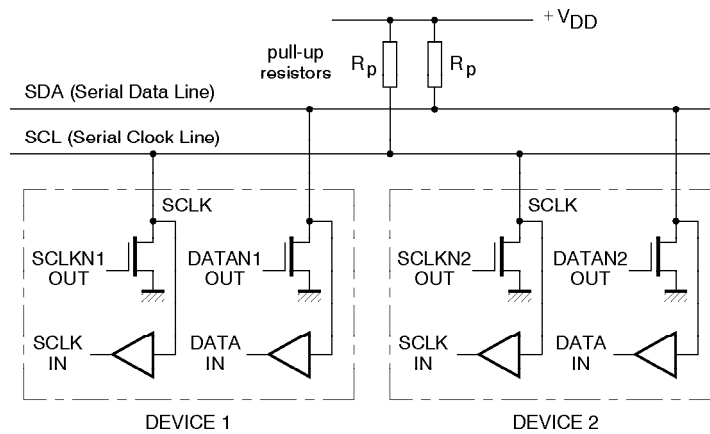 + VDD
pull-up
resistors
Rp
Rp
SDA (Serial Data Line)
SCL (Serial Clock Line)
SCLK
SCLK
SCLKN1
OUT
DATAN1
OUT
SCLKN2
OUT
DATAN2
OUT
SCLK
IN
DATA
IN
SCLK
IN
DATA
IN
DEVICE 1
DEVICE 2